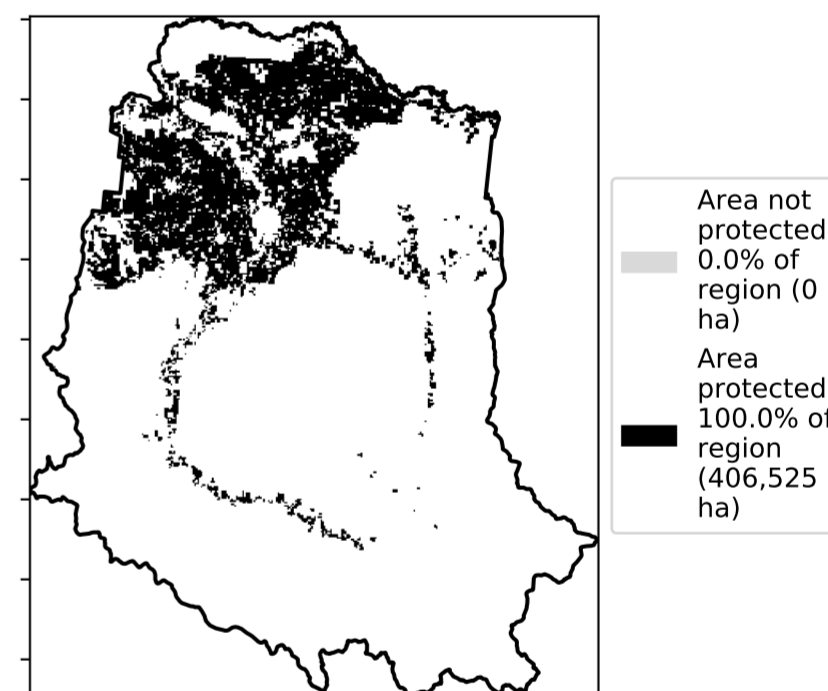 Area not
protected
0.0% of
region (0
ha)
Area
protected
100.0% of
region
(406,525
ha)